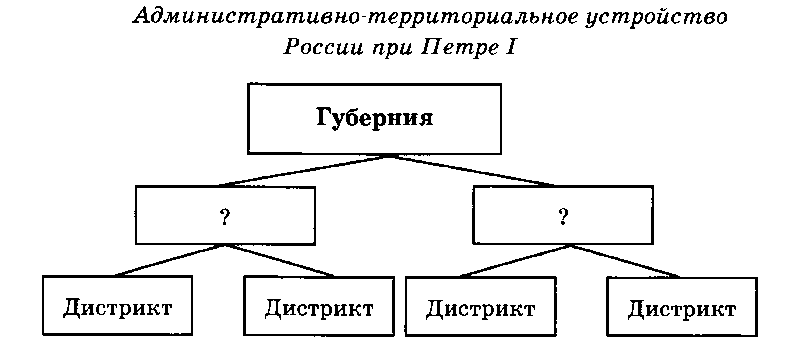 Административно-территориальное устройство
России при Петре I
Губерния
? ?
Дистрикт Дистрикт Дистрикт Дистрикт